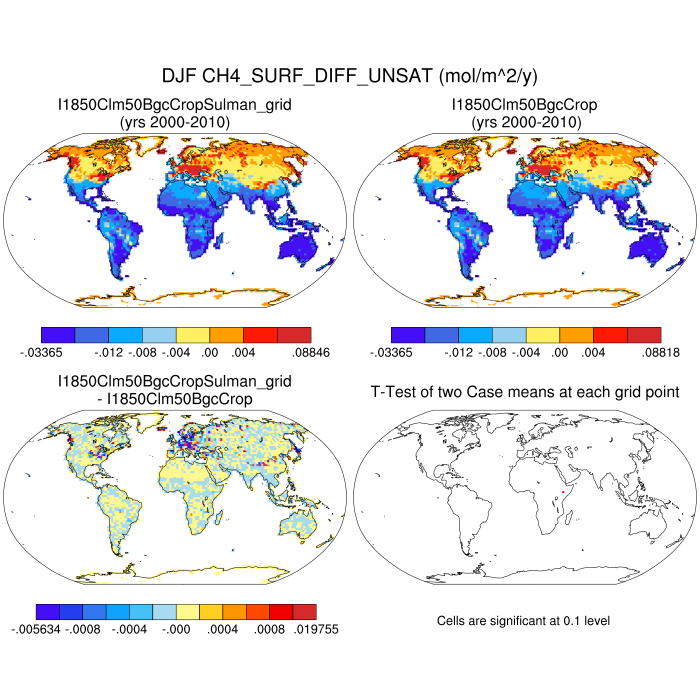 DJF CH4_SURF_DIFF_UNSAT (mol/m^2/y)
I1850Clm50BgcCropSulman_grid
(yrs 2000-2010)
I1850Clm50BgcCrop
(yrs 2000-2010)
-.03365 -.012 -.008 -.004 .00 .004 .08846
-.03365 -.012 -.008 -.004 .00 .004 .08818
I1850Clm50BgcCropSulman_grid
- I1850Clm50BgcCrop
T-Test of two Case means at each grid point
-.005634 -.0008 -.0004 -.000 .0004 .0008 .019755
Cells are significant at 0.1 level